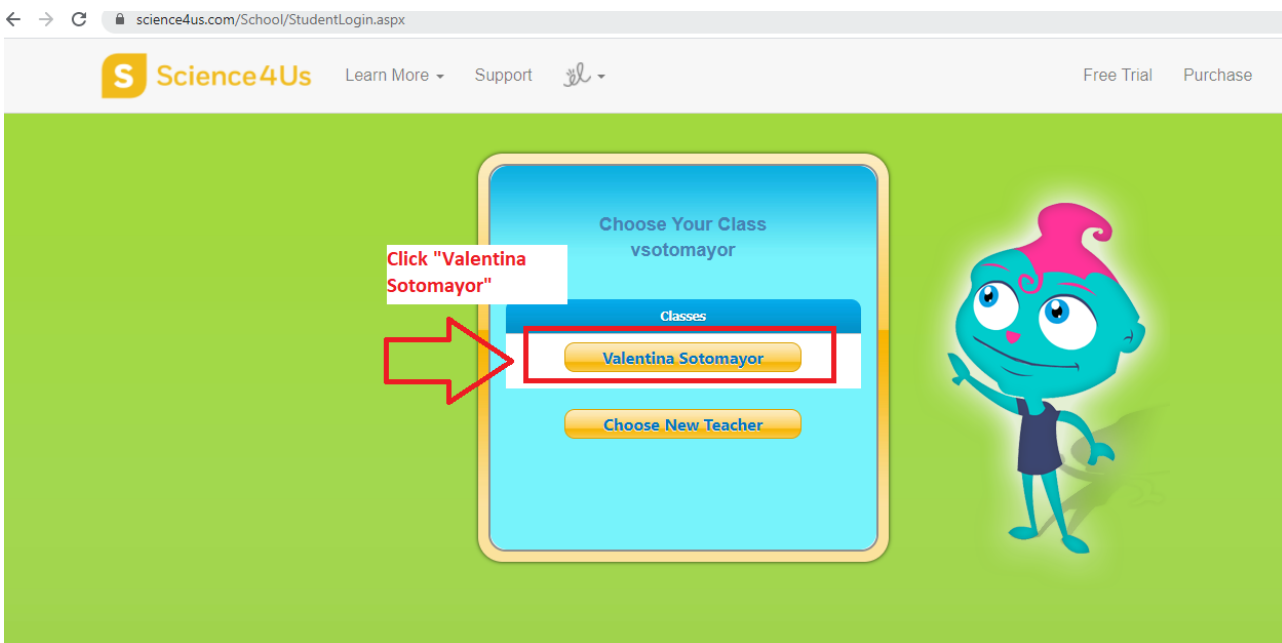 science4us.com/School/StudentLogin.aspx
S Science4Us Learn More Support Free Trial Purchase
Choose Your Class
vsotomayor
Click "Valentina
Sotomayor"
Classes
Valentina Sotomayor
Choose New Teacher